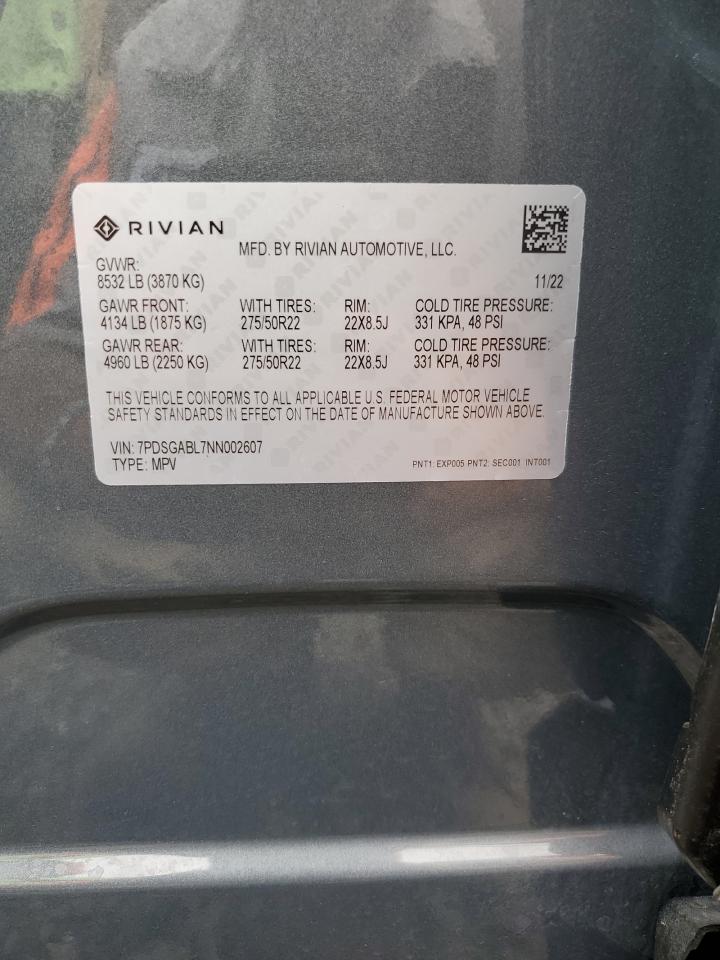 RIVIAN
MFD. BY RIVIAN AUTOMOTIVE, LLC.
GVWR:
8532 LB (3870 KG) 11/22
GAWR FRONT: WITH TIRES: RIM: COLD TIRE PRESSURE:
4134 LB (1875 KG) 275/50R22 22X8.5J 331 KPA, 48 PSI
GAWR REAR: WITH TIRES: RIM: COLD TIRE PRESSURE:
4960 LB (2250 KG) 275/50R22 22X8.5J 331 KPA, 48 PSI
THIS VEHICLE CONFORMS TO ALL APPLICABLE U.S. FEDERAL MOTOR VEHICLE
SAFETY STANDARDS IN EFFECT ON THE DATE OF MANUFACTURE SHOWN ABOVE.
VIN: 7PDSGABL7NN002607
TYPE: MPV PNT1: EXP005 PNT2: SEC001 INT001